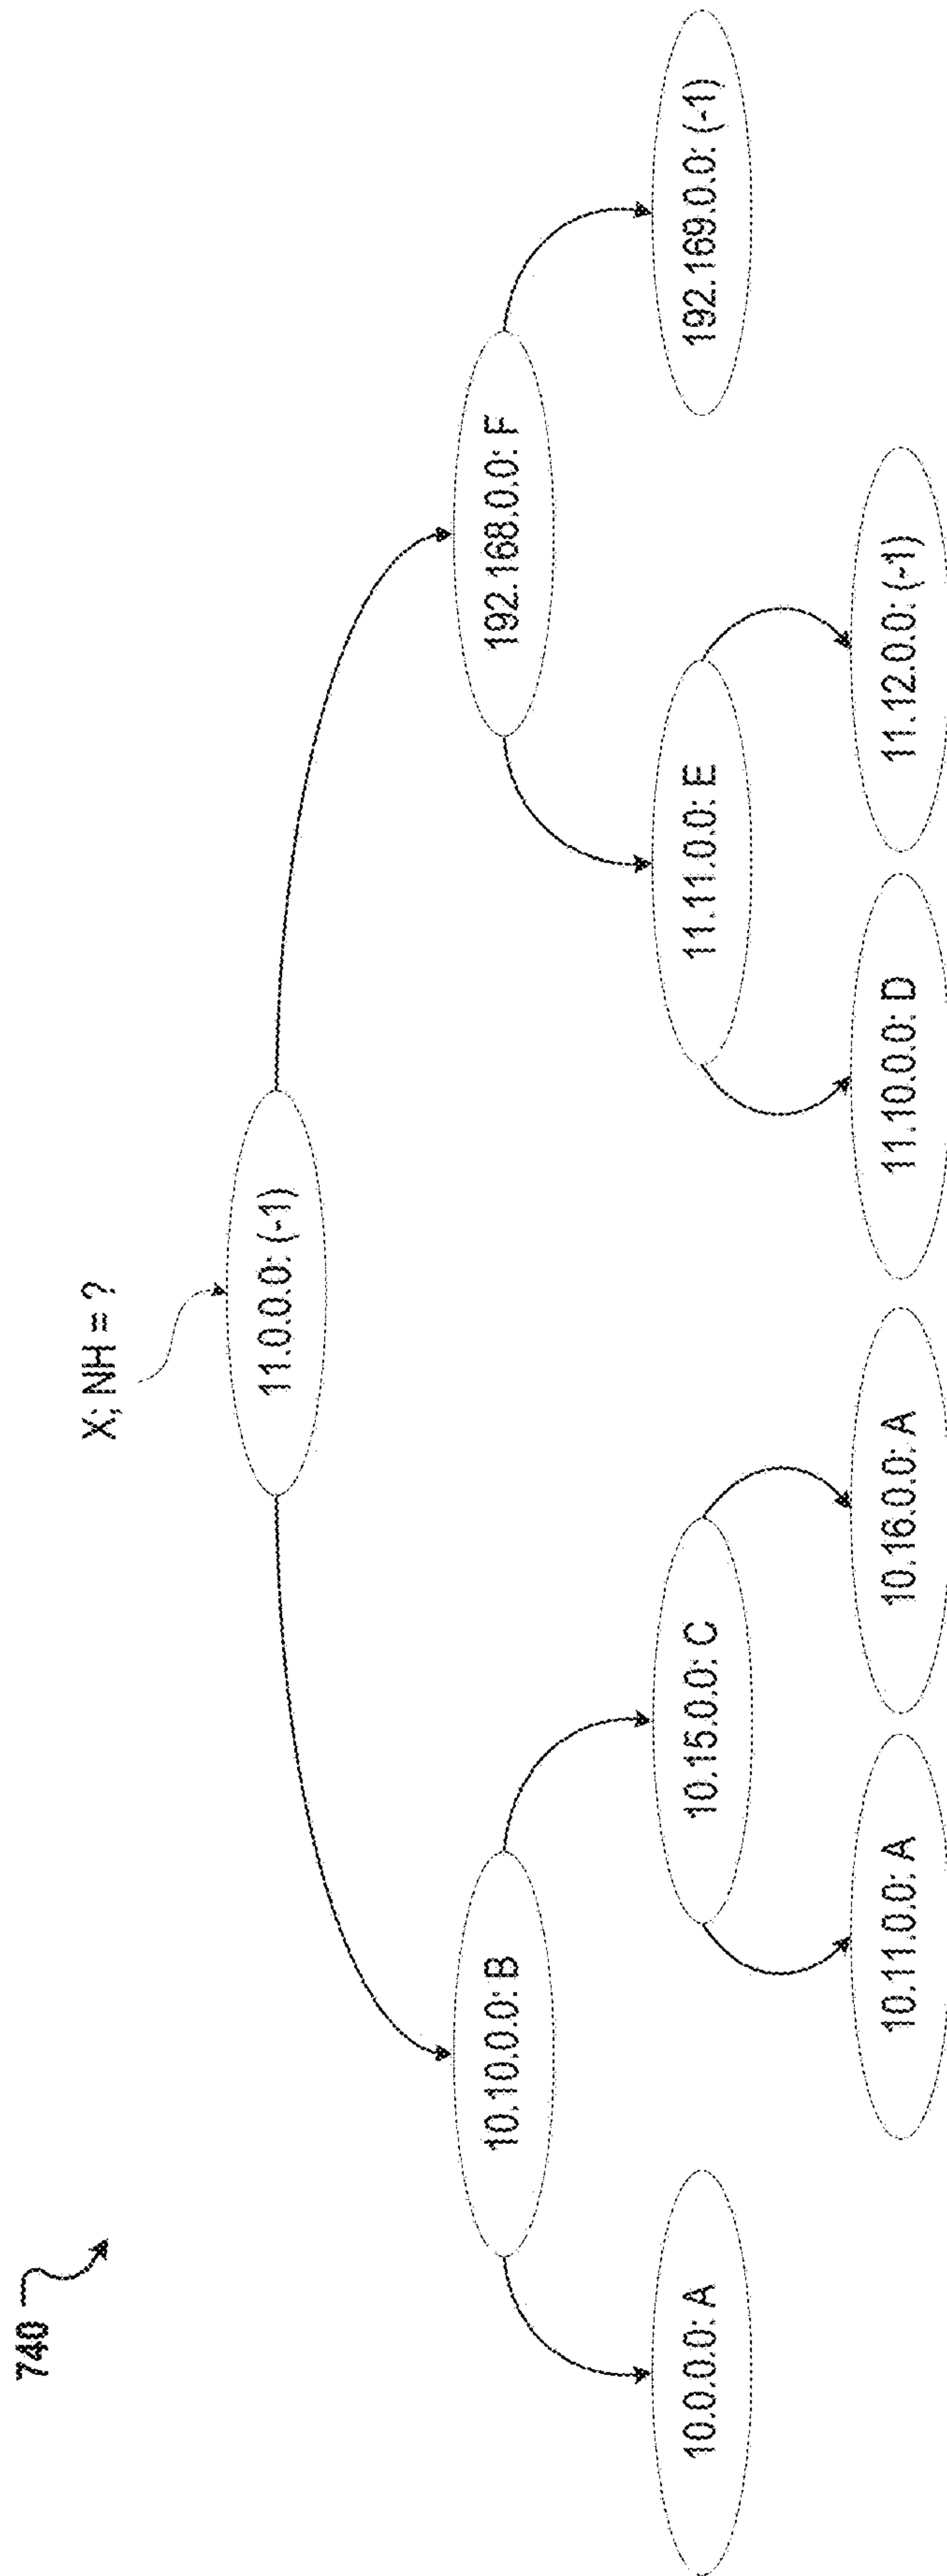 740
X; NH = ?
11.0.0.0: (-1)
10.10.0.0: B
192.168.0.0: F
10.0.0.0: A
10.15.0.0: C
11.11.0.0: E
192.169.0.0: (-1)
10.11.0.0: A
10.16.0.0: A
11.10.0.0: D
11.12.0.0: (-1)